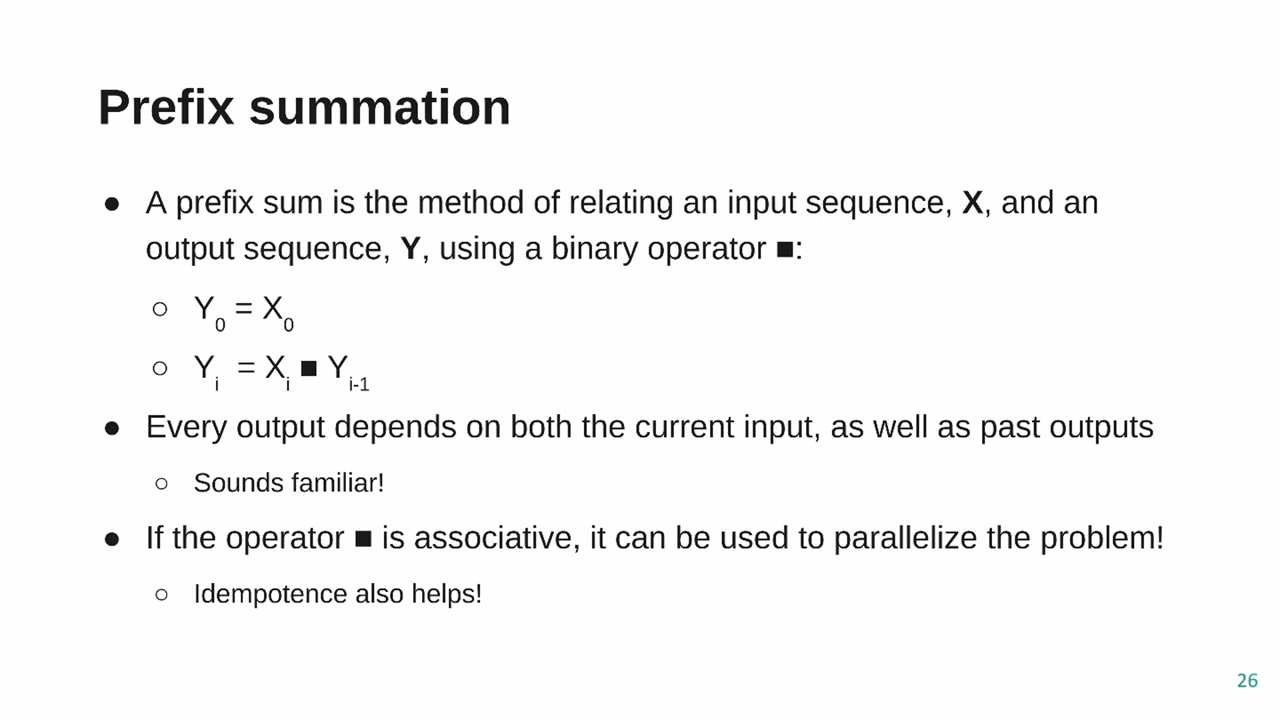 Prefix summation
● A prefix sum is the method of relating an input sequence, X, and an
output sequence, Y, using a binary operator ■:
○ Y₀ = X₀
○ Yᵢ = Xᵢ ■ Yᵢ₋₁
● Every output depends on both the current input, as well as past outputs
○ Sounds familiar!
● If the operator ■ is associative, it can be used to parallelize the problem!
○ Idempotence also helps!
26